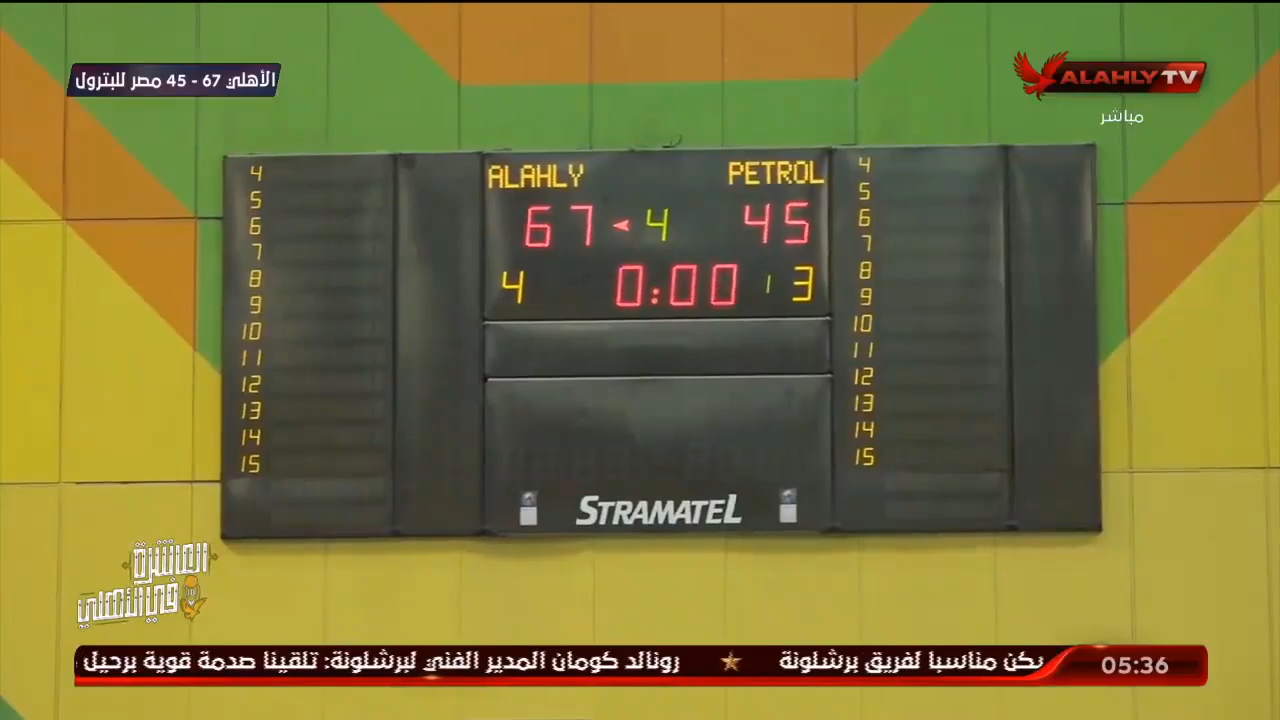 الأهلي 67 - 45 مصر للبترول
ALAHLY TV
مباشر
ALAHLY PETROL
67 4 45
4 0:00 1 3
4
5
6
7
8
9
10
11
12
13
14
15
4
5
6
7
8
9
10
11
12
13
14
15
STRAMATEL
العاشرة
في الأهلي
يكن مناسبا لفريق برشلونة ★ رونالد كومان المدير الفني لبرشلونة: تلقينا صدمة قوية برحيل
05:36